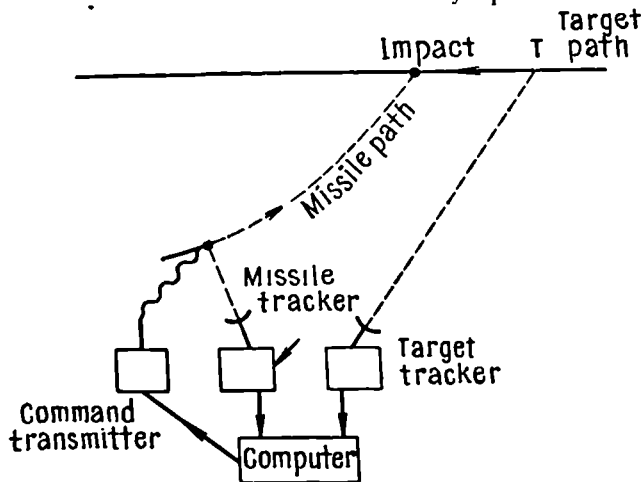 Impact
T
Target
path
Missile path
Missile
tracker
Target
tracker
Command
transmitter
Computer